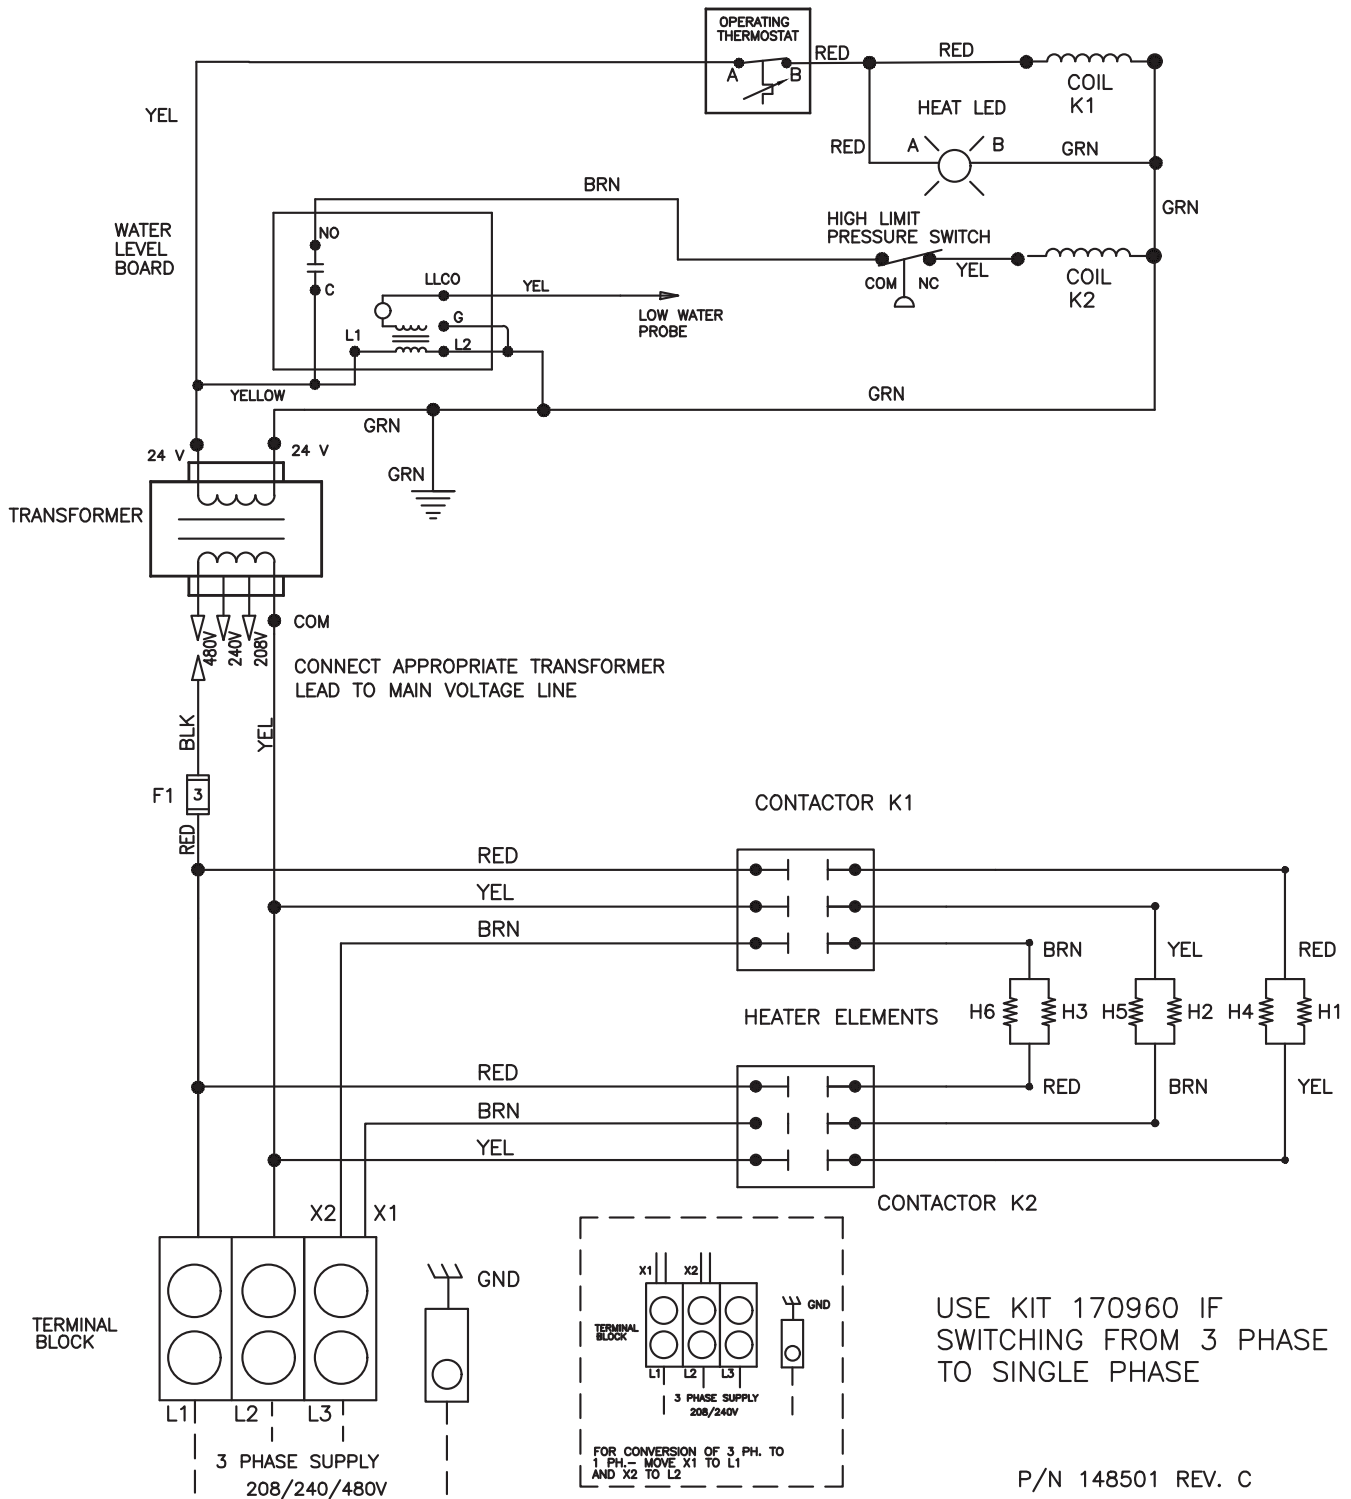 OPERATING
THERMOSTAT
RED
RED
A
B
COIL
K1
YEL
HEAT LED
RED
A
B
GRN
BRN
GRN
WATER
LEVEL
BOARD
NO
HIGH LIMIT
PRESSURE SWITCH
C
LLCO
YEL
COM
NC
YEL
COIL
K2
G
LOW WATER
PROBE
L1
L2
YELLOW
GRN
GRN
24 V
24 V
GRN
TRANSFORMER
480V
240V
208V
COM
CONNECT APPROPRIATE TRANSFORMER
LEAD TO MAIN VOLTAGE LINE
BLK
YEL
F1
3
RED
CONTACTOR K1
RED
YEL
BRN
BRN
YEL
RED
HEATER ELEMENTS
H6
H3
H5
H2
H4
H1
RED
BRN
YEL
RED
BRN
YEL
CONTACTOR K2
X2
X1
GND
TERMINAL
BLOCK
L1
L2
L3
3 PHASE SUPPLY
208/240/480V
X1
X2
GND
TERMINAL
BLOCK
L1
L2
L3
3 PHASE SUPPLY
208/240V
FOR CONVERSION OF 3 PH. TO
1 PH.- MOVE X1 TO L1
AND X2 TO L2
USE KIT 170960 IF
SWITCHING FROM 3 PHASE
TO SINGLE PHASE
P/N 148501 REV. C